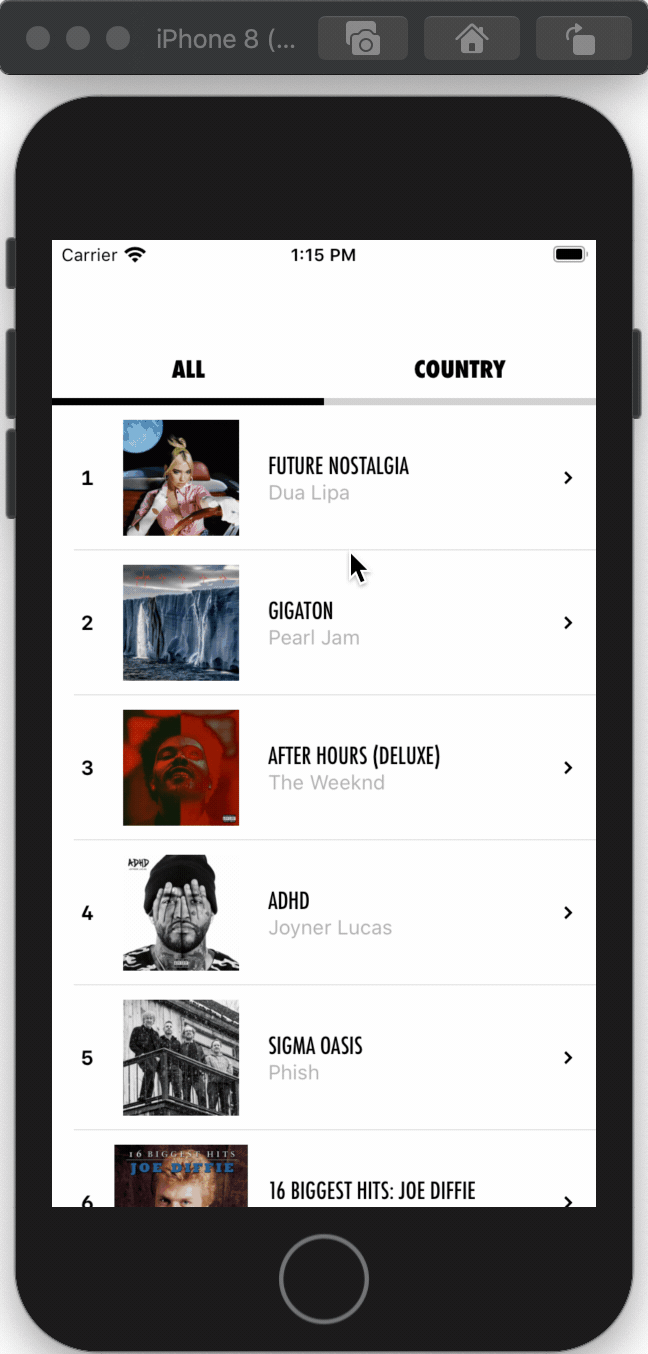 iPhone 8 (...
Carrier
1:15 PM
ALL
COUNTRY
1
FUTURE NOSTALGIA
Dua Lipa
2
GIGATON
Pearl Jam
3
AFTER HOURS (DELUXE)
The Weeknd
4
ADHD
ADHD
Joyner Lucas
5
SIGMA OASIS
Phish
6
16 BIGGEST HITS
JOE DIFFIE
16 BIGGEST HITS: JOE DIFFIE